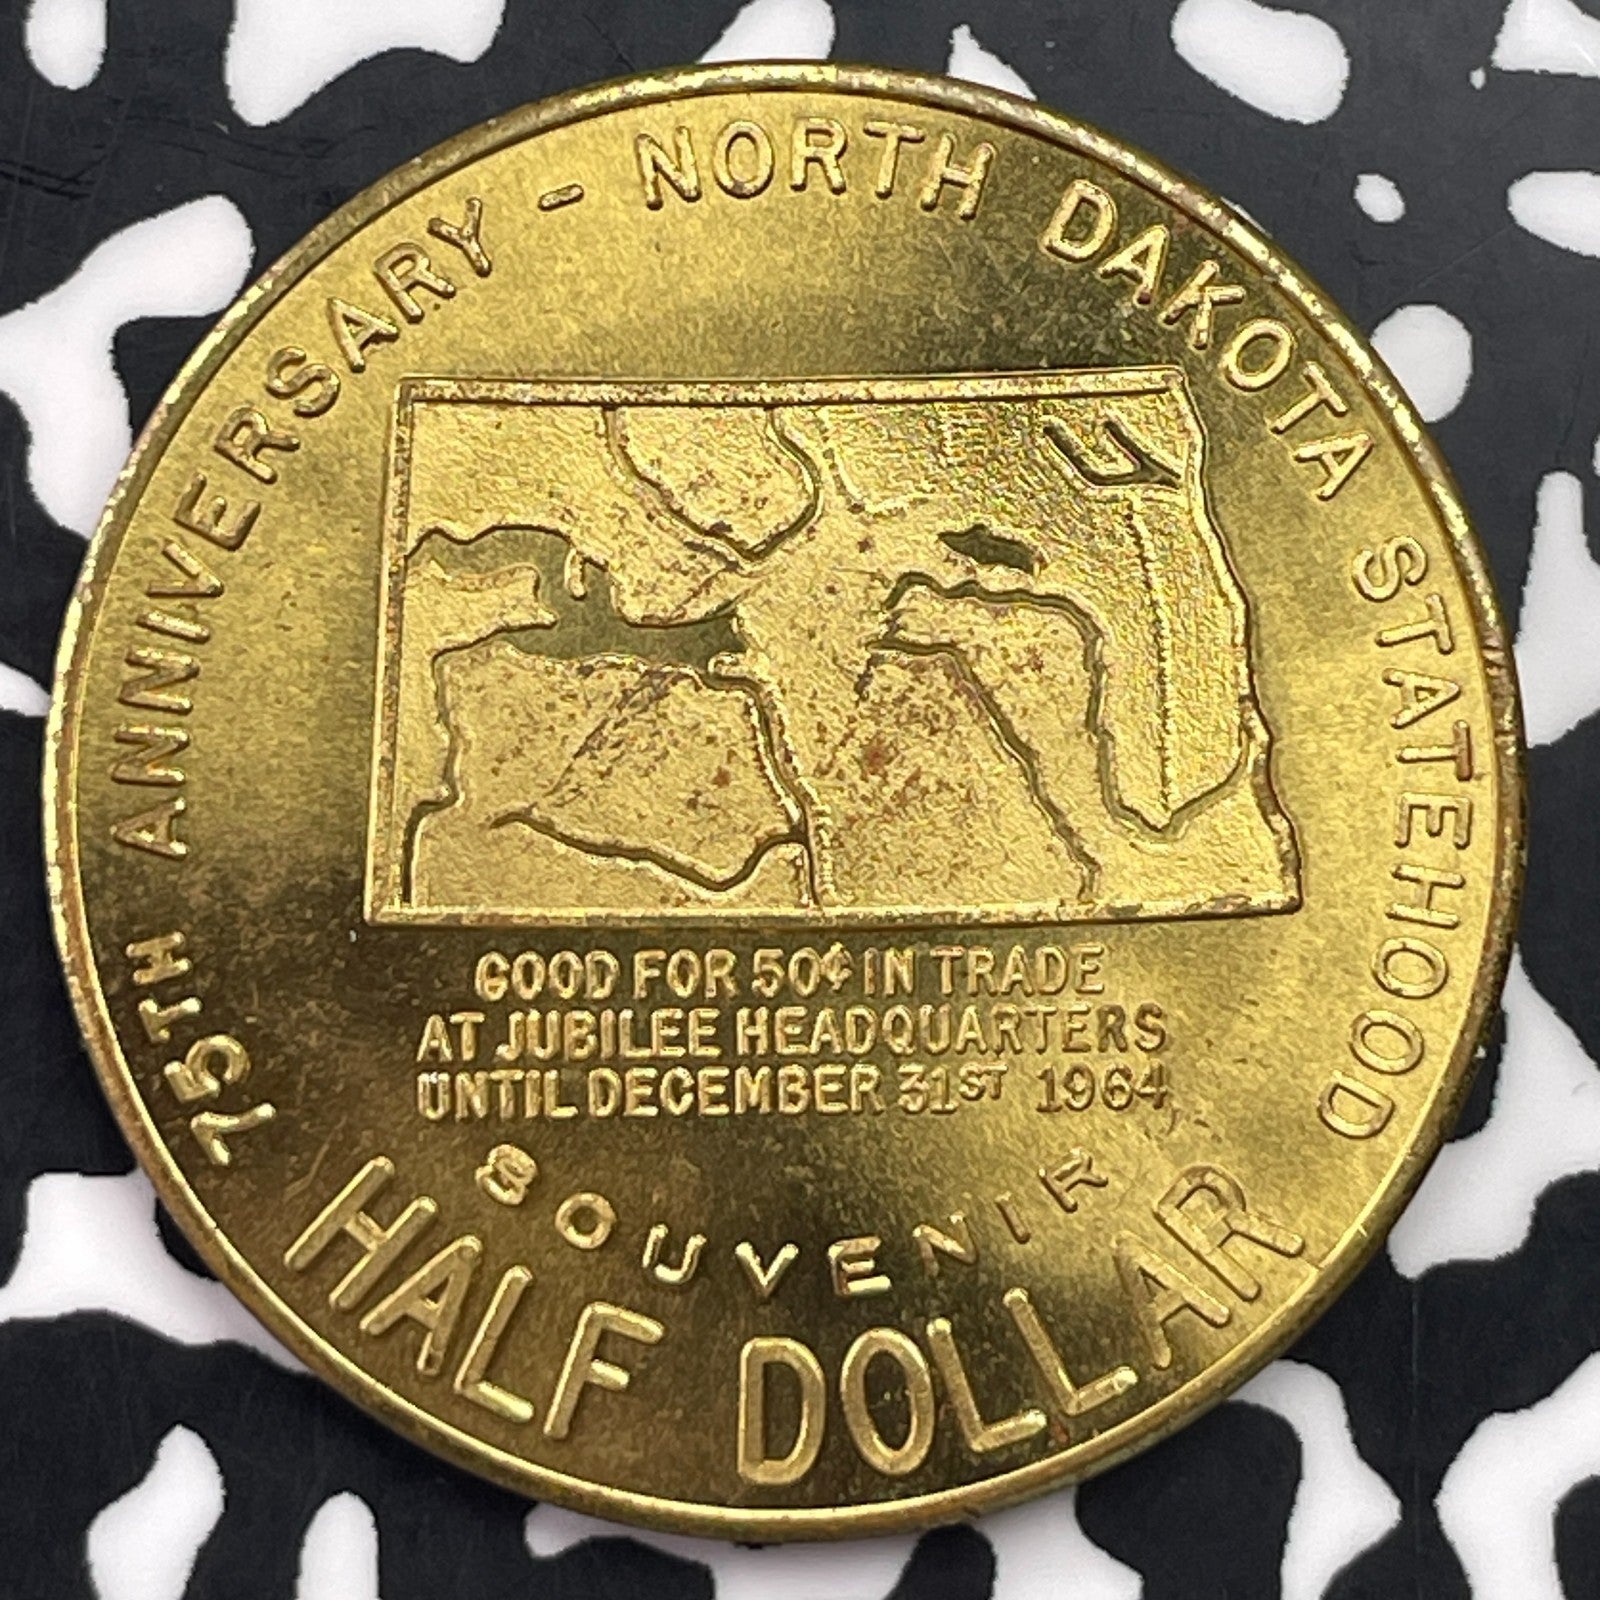 75TH ANNIVERSARY - NORTH DAKOTA STATEHOOD
GOOD FOR 50¢ IN TRADE
AT JUBILEE HEADQUARTERS
UNTIL DECEMBER 31ST 1964
SOUVENIR
HALF DOLLAR